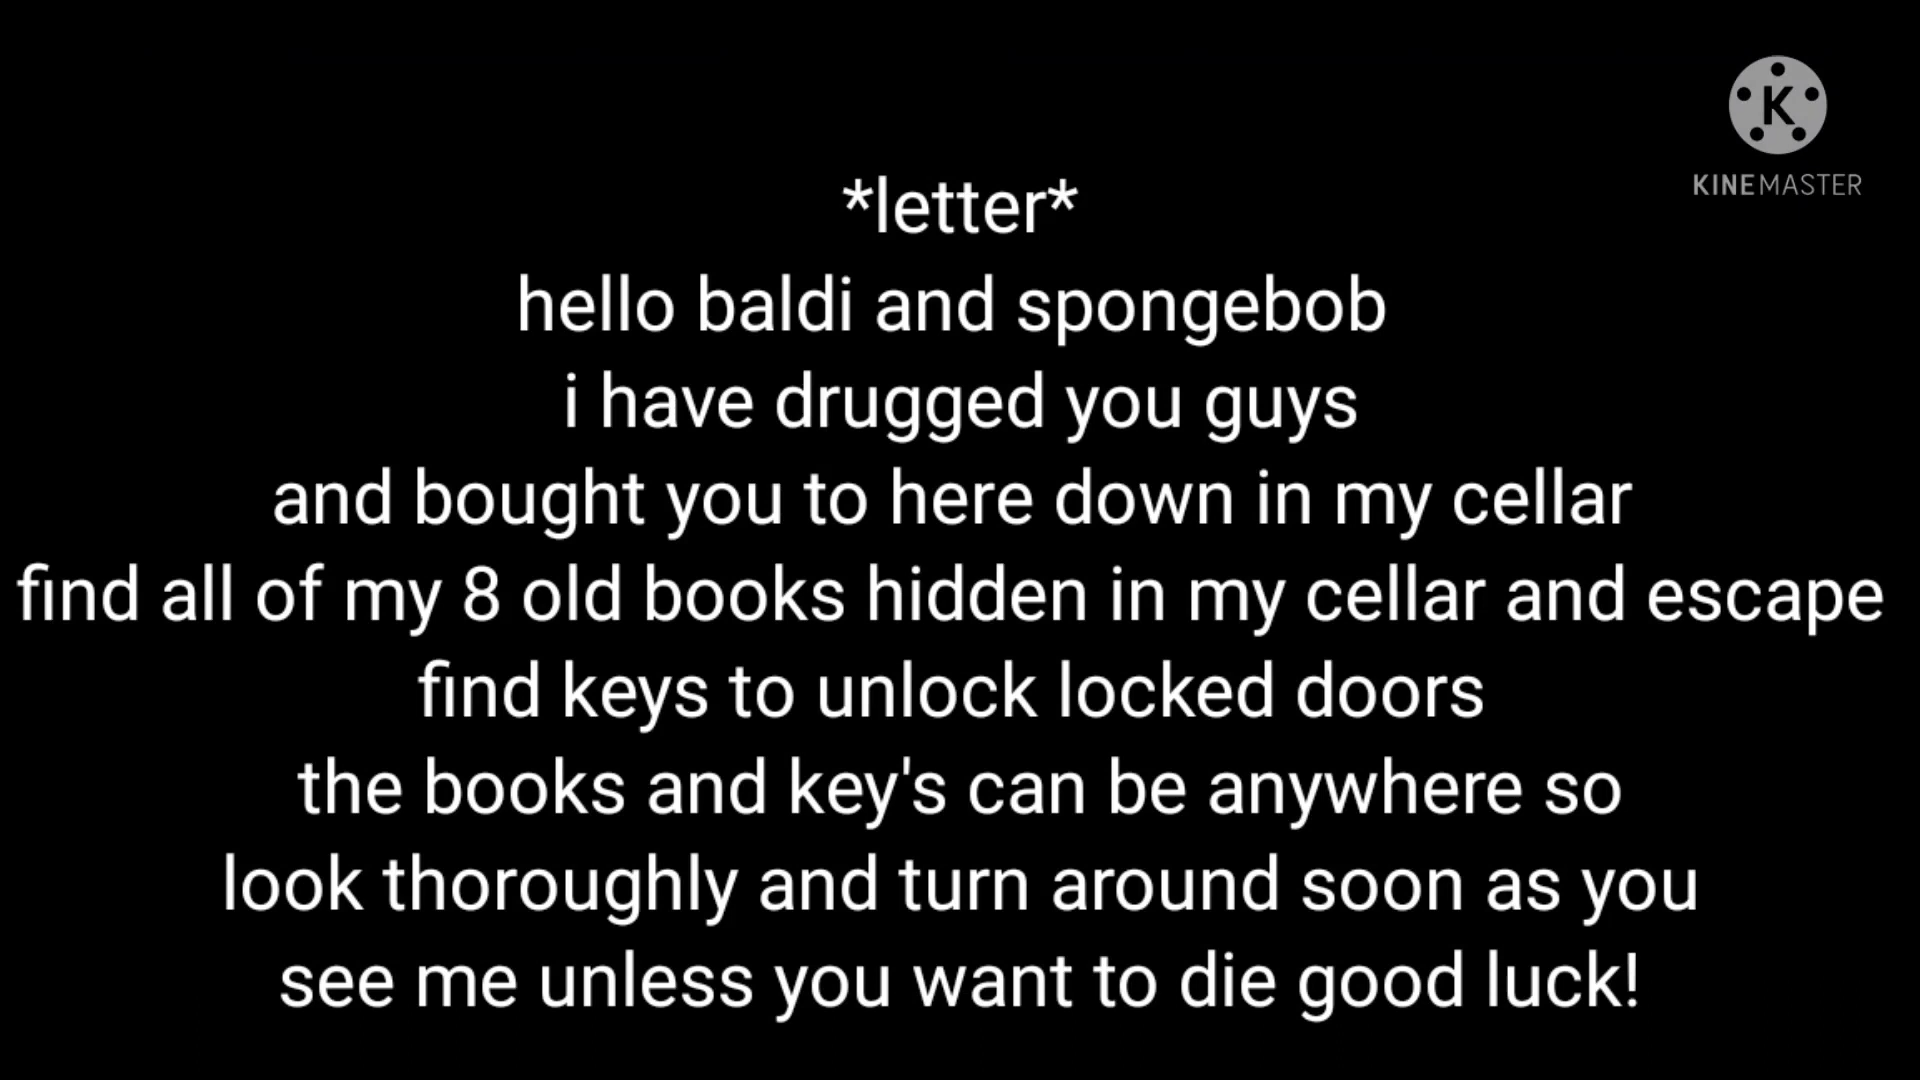 K
KINEMASTER
*letter*
hello baldi and spongebob
i have drugged you guys
and bought you to here down in my cellar
find all of my 8 old books hidden in my cellar and escape
find keys to unlock locked doors
the books and key's can be anywhere so
look thoroughly and turn around soon as you
see me unless you want to die good luck!